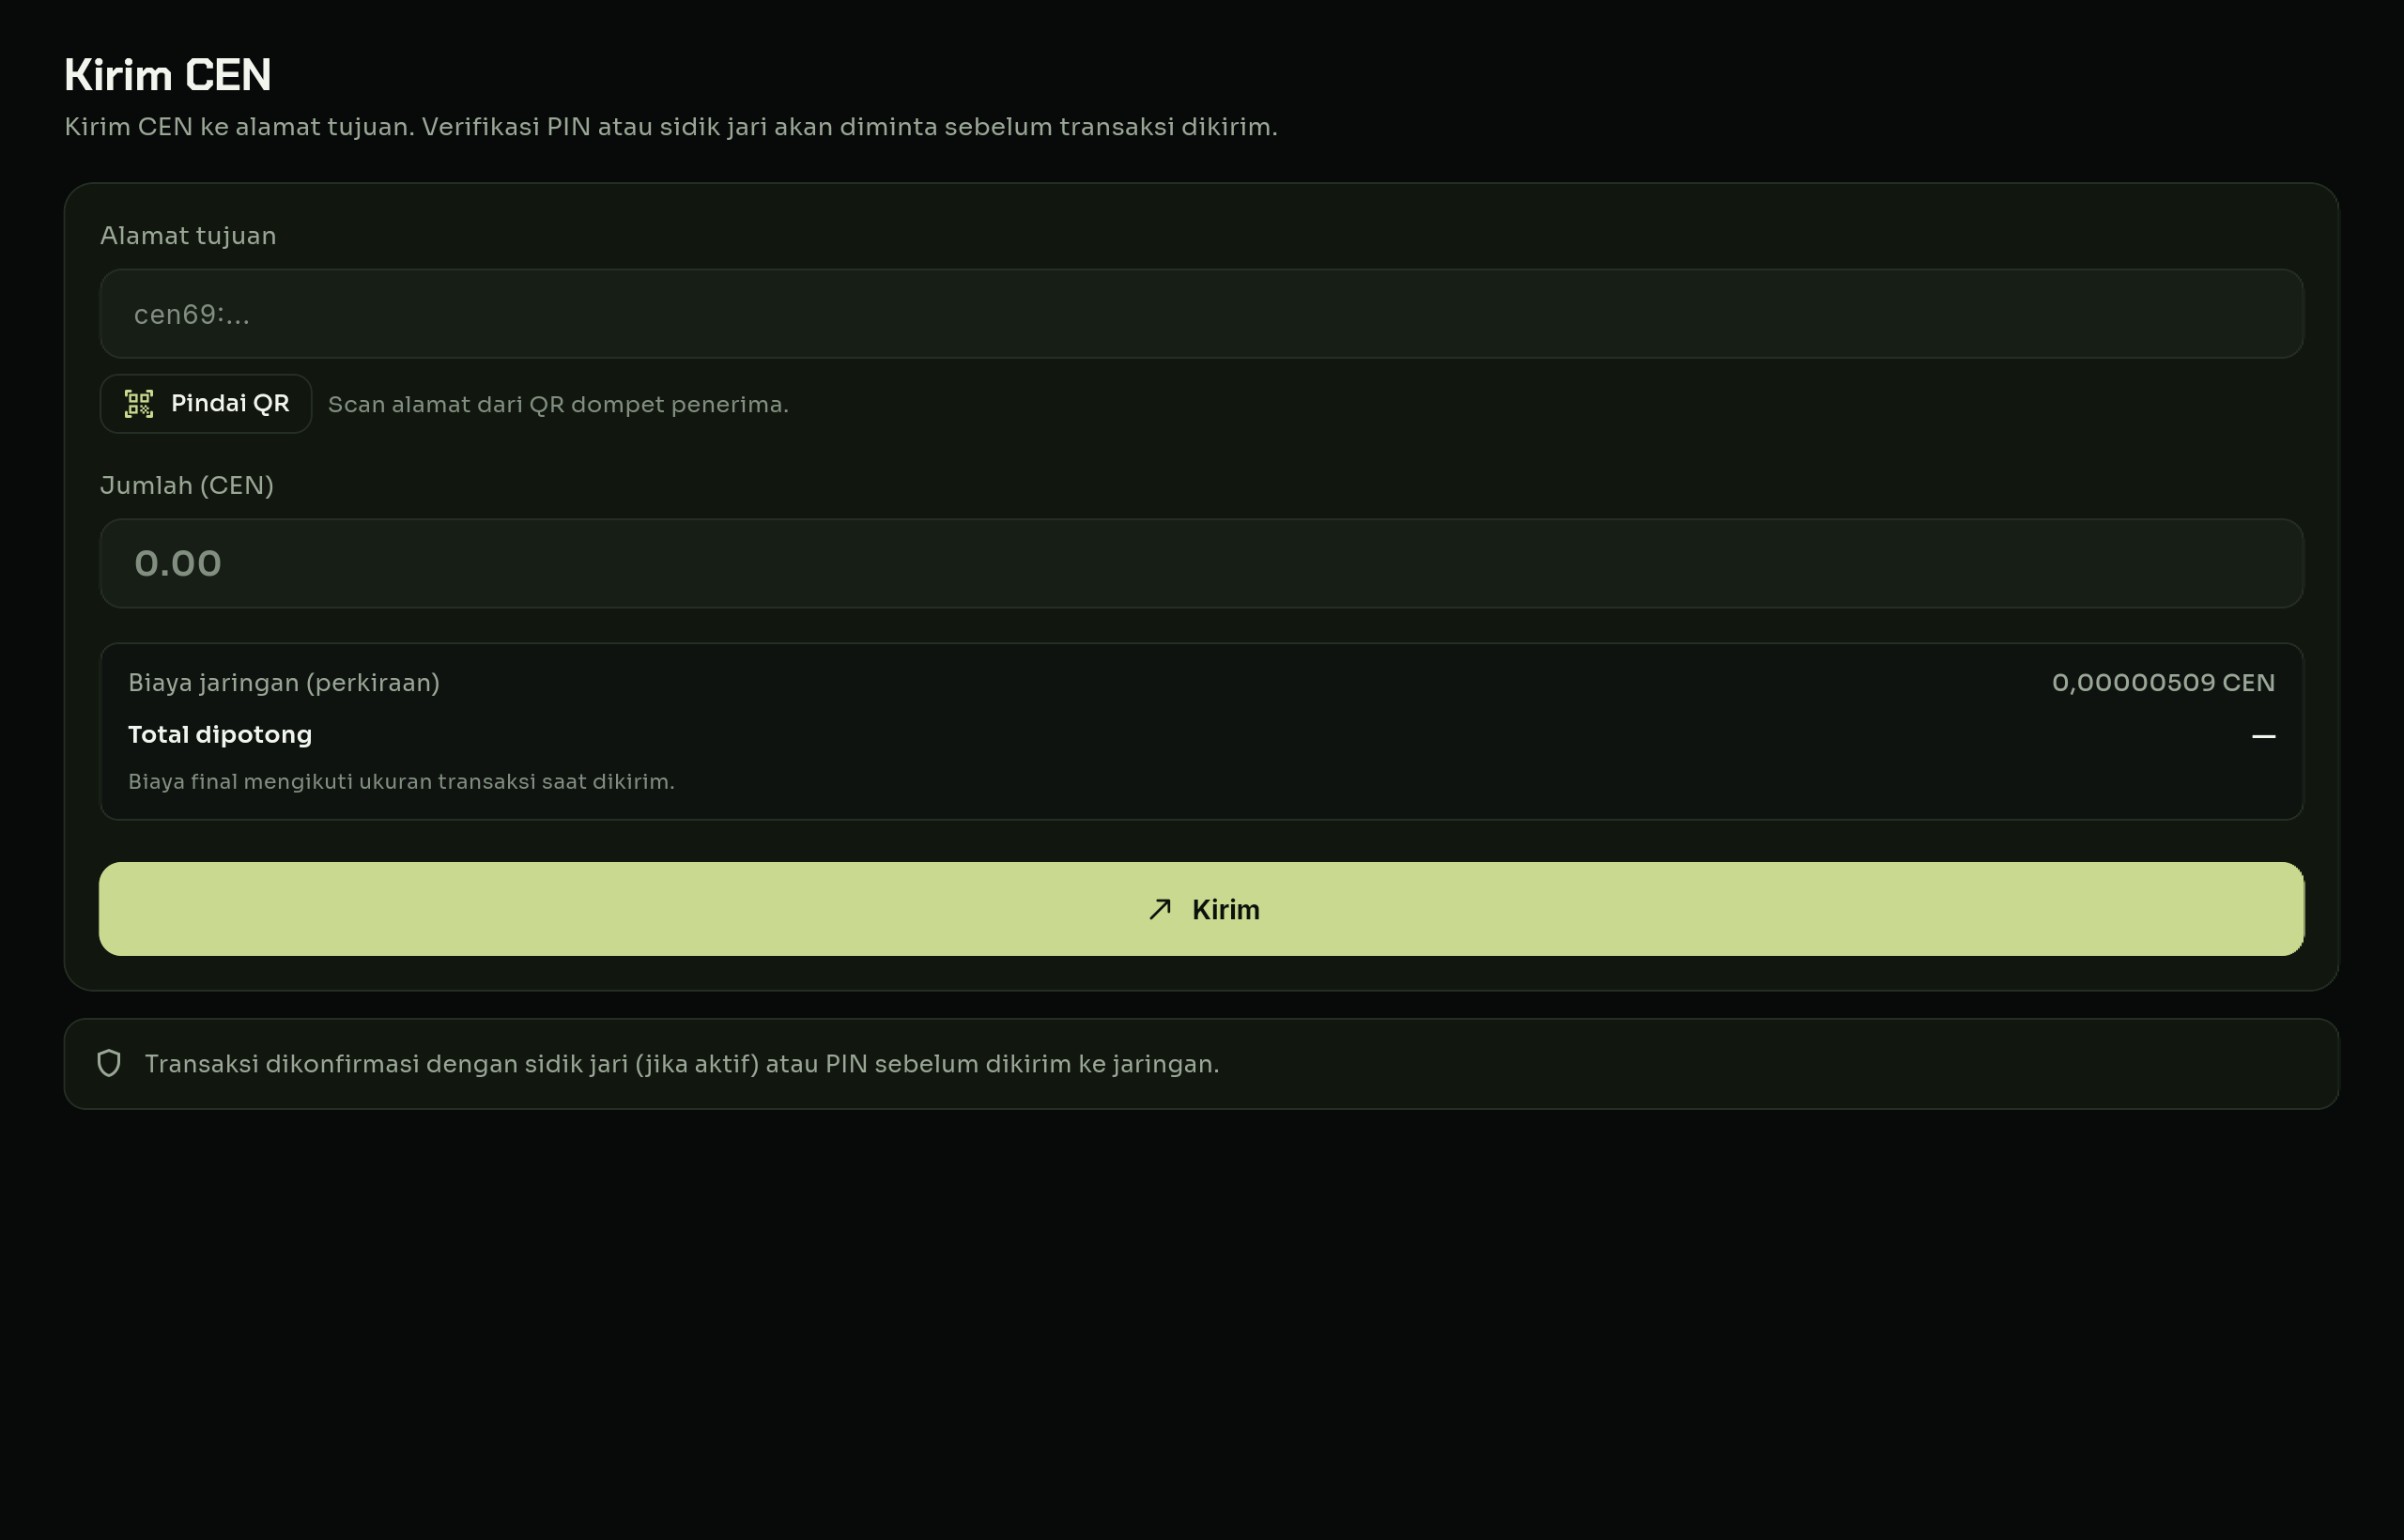 Kirim CEN
Kirim CEN ke alamat tujuan. Verifikasi PIN atau sidik jari akan diminta sebelum transaksi dikirim.
Alamat tujuan
cen69:...
Pindai QR
Scan alamat dari QR dompet penerima.
Jumlah (CEN)
0.00
Biaya jaringan (perkiraan)
0,00000509 CEN
Total dipotong
—
Biaya final mengikuti ukuran transaksi saat dikirim.
Kirim
Transaksi dikonfirmasi dengan sidik jari (jika aktif) atau PIN sebelum dikirim ke jaringan.